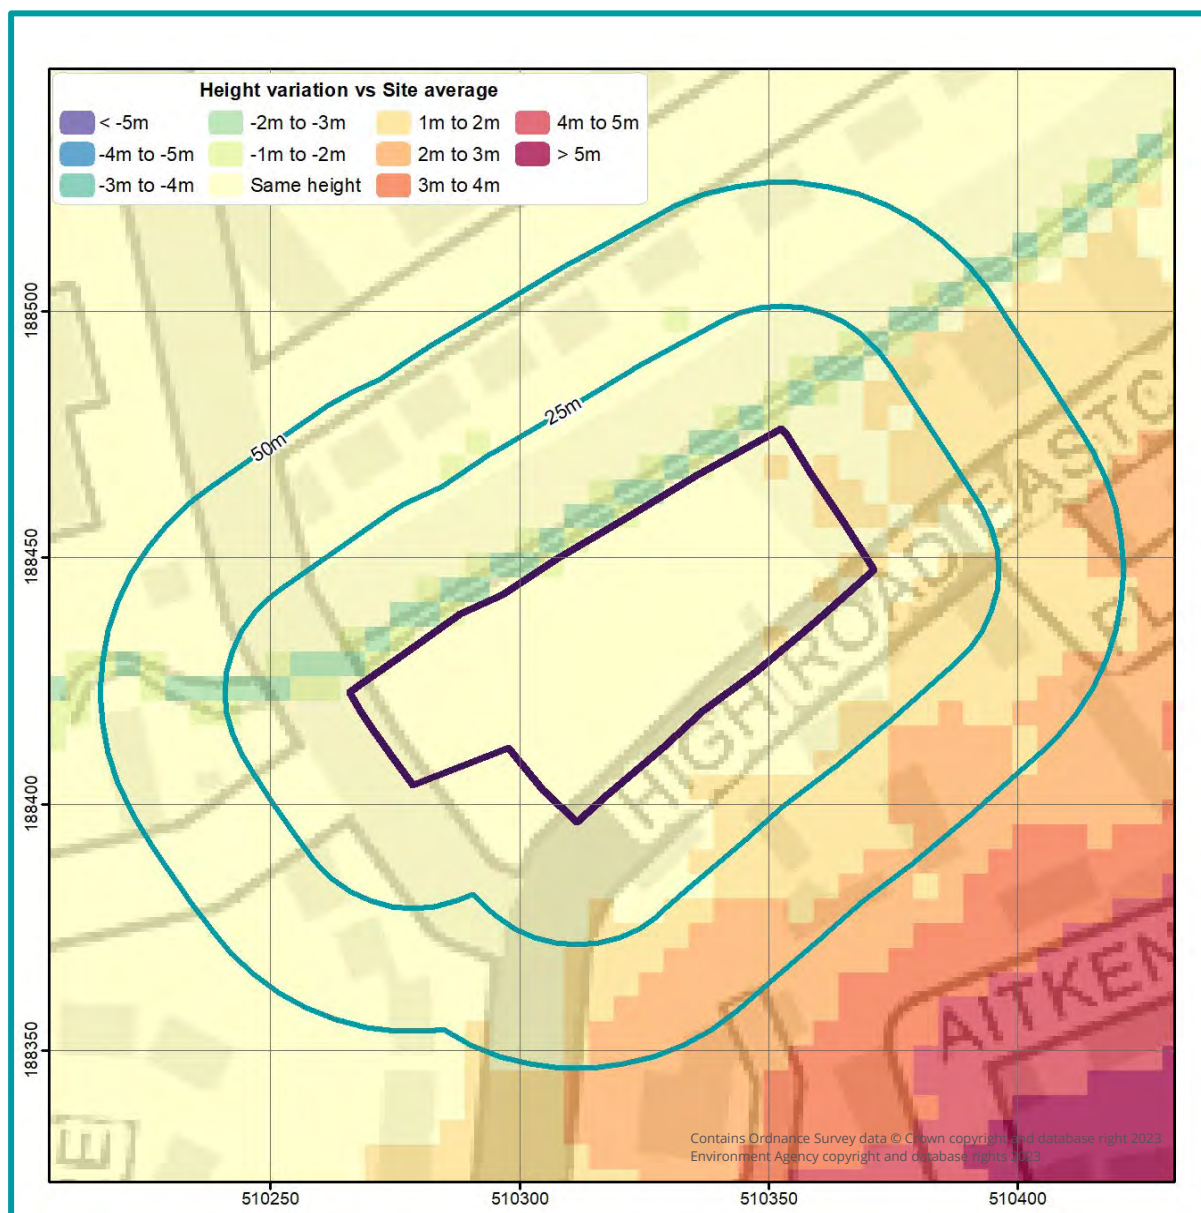 Height variation vs Site average
< -5m
-4m to -5m
-3m to -4m
-2m to -3m
-1m to -2m
Same height
1m to 2m
2m to 3m
3m to 4m
4m to 5m
> 5m
50m
25m
188500
188450
188400
188350
HIGH ROAD EASTC
CL
AITKEN
E
Contains Ordnance Survey data © Crown copyright and database right 2023
Environment Agency copyright and database rights 2023
510250
510300
510350
510400